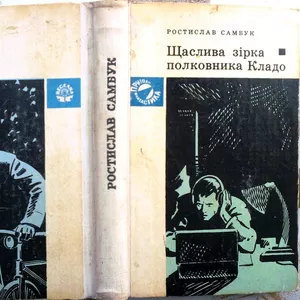 РОСТИСЛАВ САМБУК
РОСТИСЛАВ САМБУК
Щаслива зірка
полковника Кладо